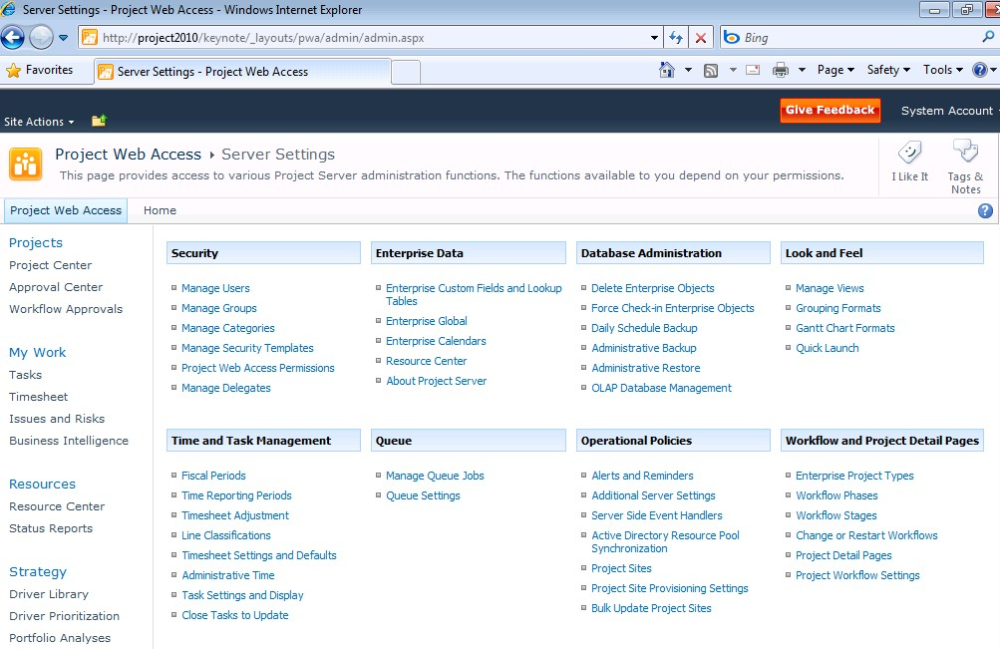 Server Settings - Project Web Access - Windows Internet Explorer
http://project2010/keynote/_layouts/pwa/admin/admin.aspx
Bing
Favorites
Server Settings - Project Web Access
Page
Safety
Tools
Site Actions
Give Feedback
System Account
Project Web Access
Server Settings
This page provides access to various Project Server administration functions. The functions available to you depend on your permissions.
I Like It
Tags &
Notes
Project Web Access
Home
Projects
Project Center
Approval Center
Workflow Approvals
My Work
Tasks
Timesheet
Issues and Risks
Business Intelligence
Resources
Resource Center
Status Reports
Strategy
Driver Library
Driver Prioritization
Portfolio Analyses
Security
Manage Users
Manage Groups
Manage Categories
Manage Security Templates
Project Web Access Permissions
Manage Delegates
Enterprise Data
Enterprise Custom Fields and Lookup
Tables
Enterprise Global
Enterprise Calendars
Resource Center
About Project Server
Database Administration
Delete Enterprise Objects
Force Check-in Enterprise Objects
Daily Schedule Backup
Administrative Backup
Administrative Restore
OLAP Database Management
Look and Feel
Manage Views
Grouping Formats
Gantt Chart Formats
Quick Launch
Time and Task Management
Fiscal Periods
Time Reporting Periods
Timesheet Adjustment
Line Classifications
Timesheet Settings and Defaults
Administrative Time
Task Settings and Display
Close Tasks to Update
Queue
Manage Queue Jobs
Queue Settings
Operational Policies
Alerts and Reminders
Additional Server Settings
Server Side Event Handlers
Active Directory Resource Pool
Synchronization
Project Sites
Project Site Provisioning Settings
Bulk Update Project Sites
Workflow and Project Detail Pages
Enterprise Project Types
Workflow Phases
Workflow Stages
Change or Restart Workflows
Project Detail Pages
Project Workflow Settings